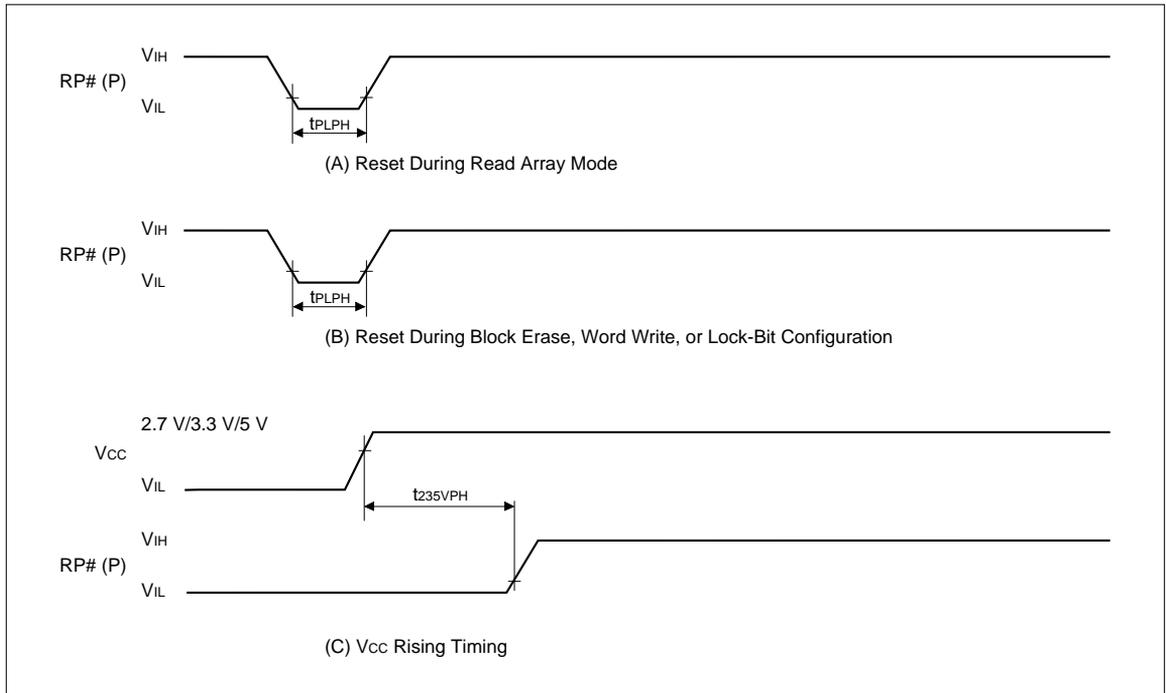 VIH
RP# (P)
VIL
tPLPH
(A) Reset During Read Array Mode
VIH
RP# (P)
VIL
tPLPH
(B) Reset During Block Erase, Word Write, or Lock-Bit Configuration
2.7 V/3.3 V/5 V
VCC
VIL
t235VPH
VIH
RP# (P)
VIL
(C) VCC Rising Timing